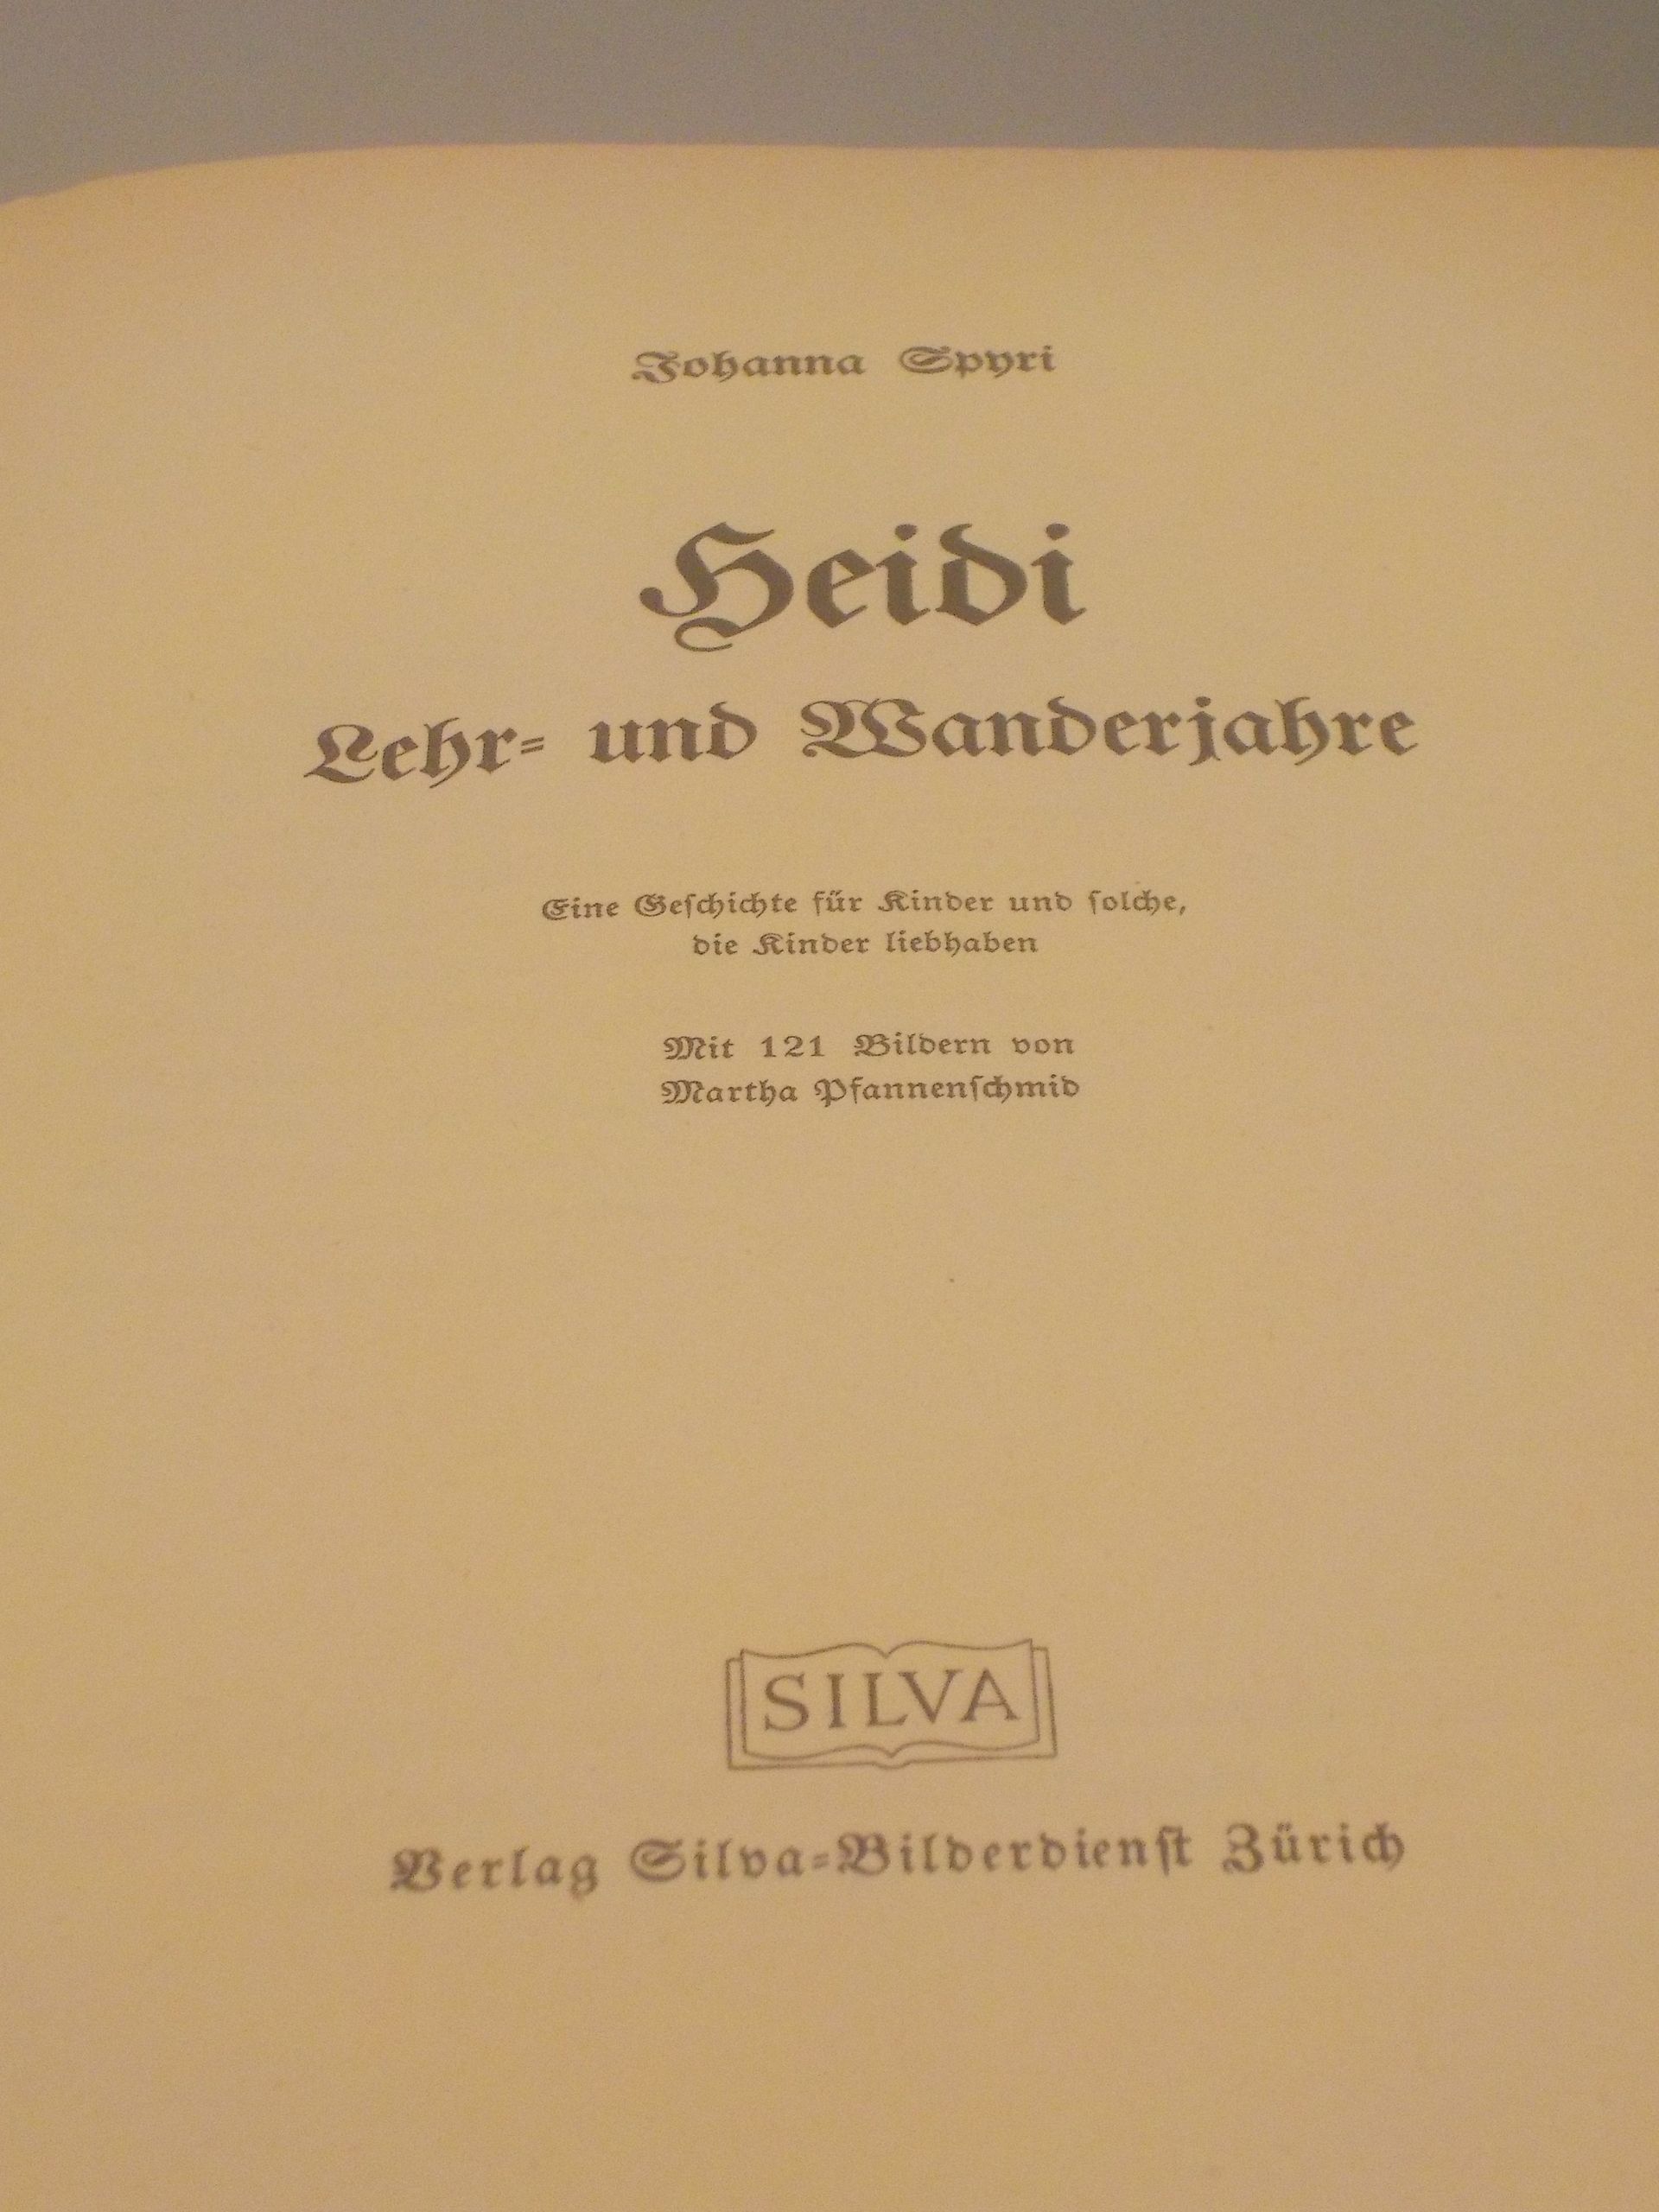 Johanna Spyri
Heidi
Lehr- und Wanderjahre
Eine Geſchichte für Kinder und ſolche,
die Kinder liebhaben
Mit 121 Bildern von
Martha Pfannenſchmid
SILVA
Verlag Silva-Bilderdienſt Zürich